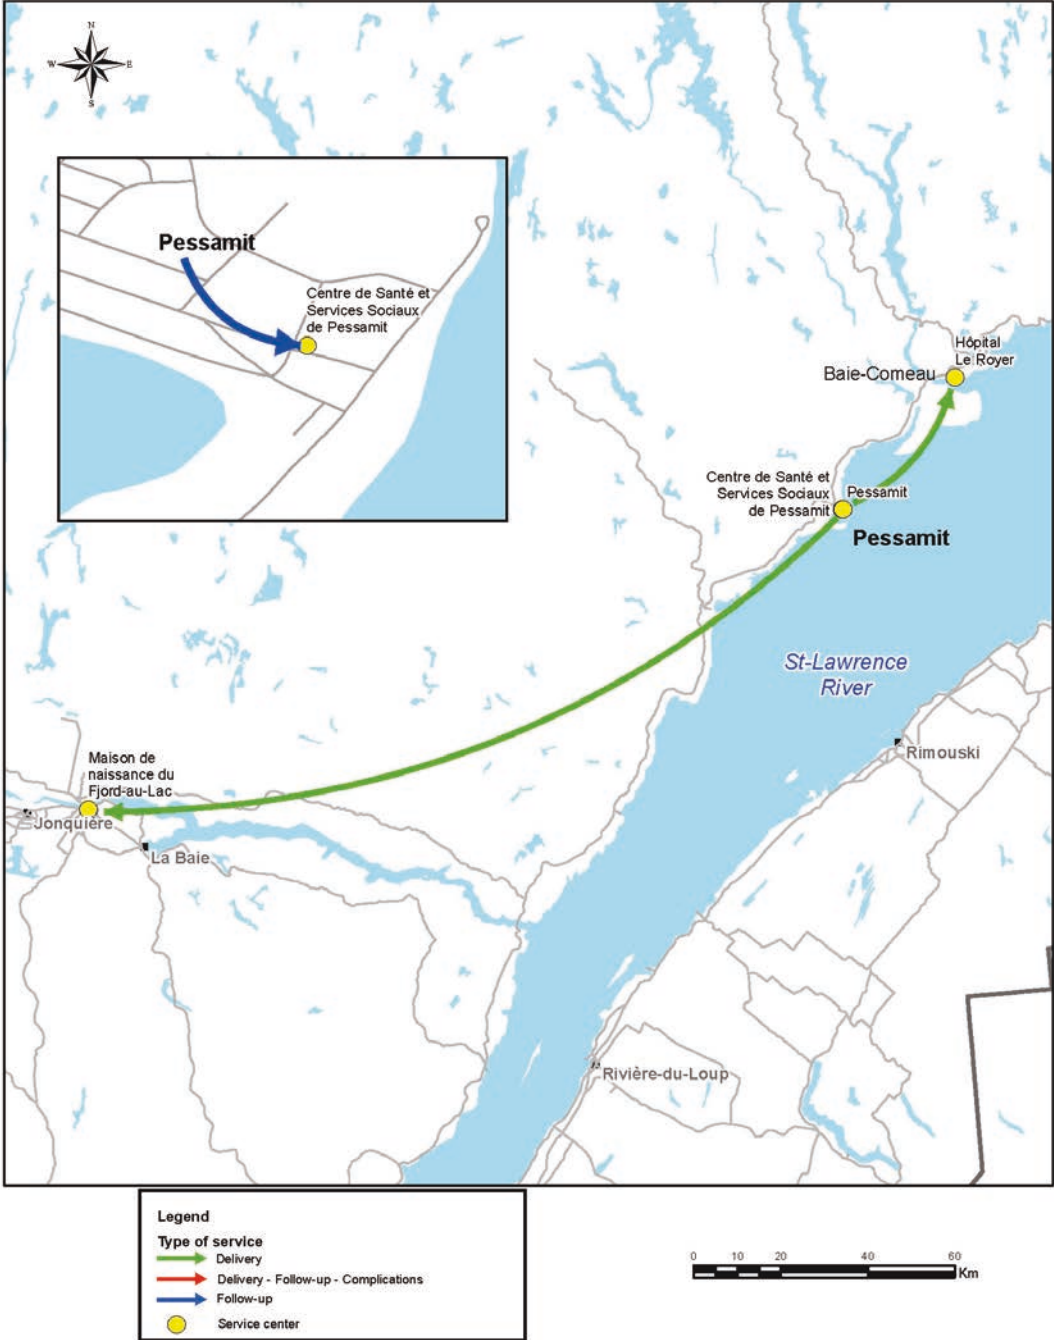 N
W
E
S
Pessamit
Centre de Santé et
Services Sociaux
de Pessamit
Hôpital
Le Royer
Baie-Comeau
Centre de Santé et
Services Sociaux
de Pessamit
Pessamit
Pessamit
St-Lawrence
River
Rimouski
Maison de
naissance du
Fjord-au-Lac
Jonquière
La Baie
Rivière-du-Loup
Legend
Type of service
Delivery
Delivery - Follow-up - Complications
Follow-up
Service center
0 10 20 40 60
Km